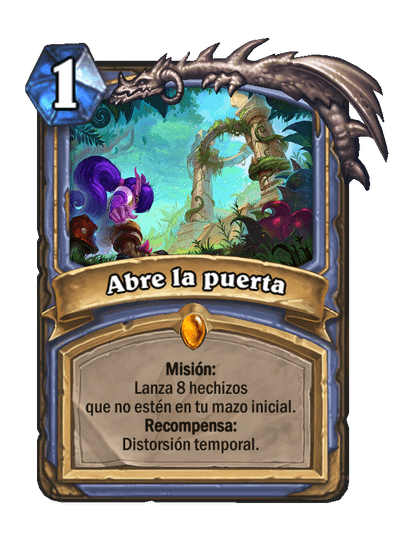 1
Abre la puerta
Misión:
Lanza 8 hechizos
que no estén en tu mazo inicial.
Recompensa:
Distorsión temporal.